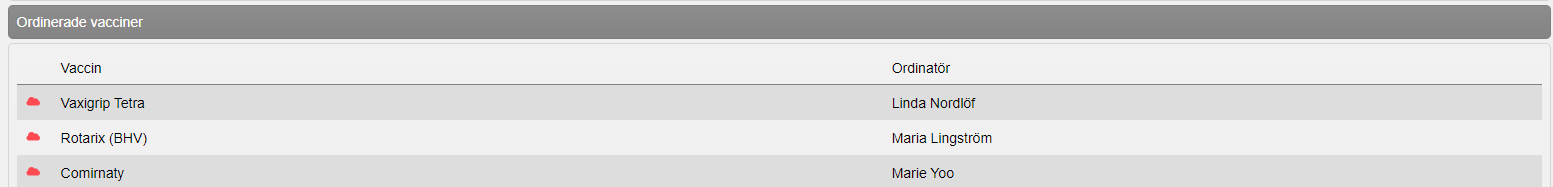 Ordinerade vacciner
Vaccin Ordinatör
Vaxigrip Tetra Linda Nordlöf
Rotarix (BHV) Maria Lingström
Comirnaty Marie Yoo